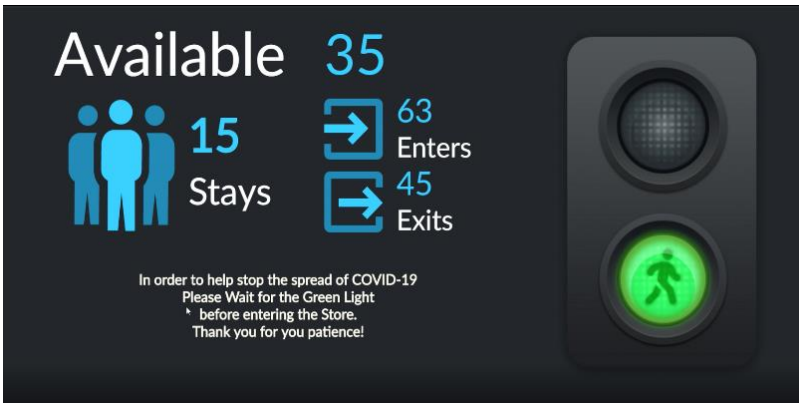 Available 35
15
Stays
63
Enters
45
Exits
In order to help stop the spread of COVID-19
Please Wait for the Green Light
before entering the Store.
Thank you for you patience!